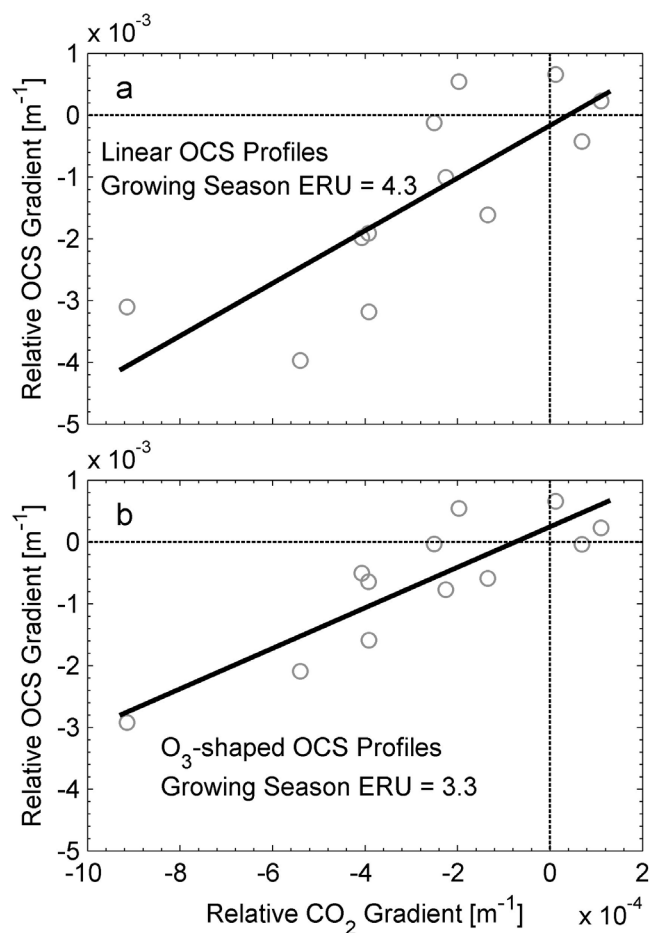 x 10⁻³
1
a
0
Linear OCS Profiles
-1
Growing Season ERU = 4.3
-2
-3
-4
-5
Relative OCS Gradient [m⁻¹]
x 10⁻³
1
b
0
-1
-2
-3
O₃-shaped OCS Profiles
Growing Season ERU = 3.3
-4
-5
Relative OCS Gradient [m⁻¹]
-10 -8 -6 -4 -2 0 2
Relative CO₂ Gradient [m⁻¹] x 10⁻⁴